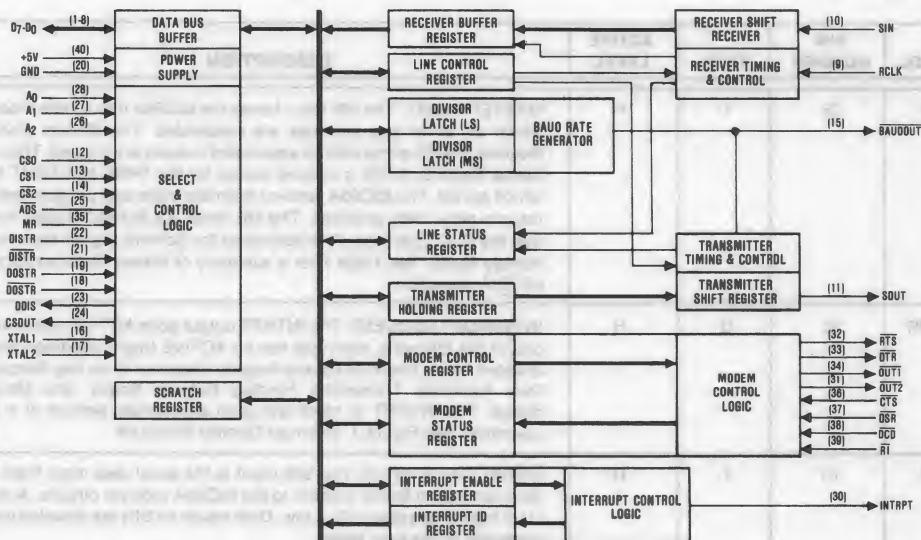 D7-D0 (1-8)
+5V (40)
GND (20)
A0 (28)
A1 (27)
A2 (26)
CS0 (12)
CS1 (13)
CS2 (14)
ADS (25)
MR (35)
DISTR (22)
DISTR (21)
DOSTR (19)
DOSTR (18)
DDIS (23)
CSOUT (24)
XTAL1 (16)
XTAL2 (17)
DATA BUS
BUFFER
POWER
SUPPLY
SELECT
&
CONTROL
LOGIC
SCRATCH
REGISTER
RECEIVER BUFFER
REGISTER
LINE CONTROL
REGISTER
DIVISOR
LATCH (LS)
DIVISOR
LATCH (MS)
BAUD RATE
GENERATOR
LINE STATUS
REGISTER
TRANSMITTER
HOLDING REGISTER
MODEM CONTROL
REGISTER
MODEM
STATUS
REGISTER
INTERRUPT ENABLE
REGISTER
INTERRUPT ID
REGISTER
INTERRUPT CONTROL
LOGIC
RECEIVER SHIFT
RECEIVER
RECEIVER TIMING
& CONTROL
TRANSMITTER
TIMING & CONTROL
TRANSMITTER
SHIFT REGISTER
MODEM
CONTROL
LOGIC
(10) SIN
(9) RCLK
(15) BAUDOUT
(11) SOUT
(32) RTS
(33) DTR
(34) OUT1
(31) OUT2
(36) CTS
(37) DSR
(38) DCD
(39) RI
(30) INTRPT